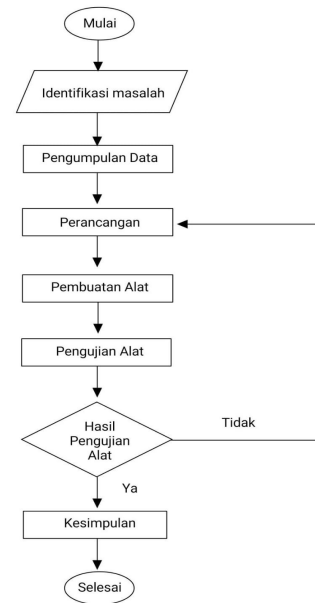 Mulai
Identifikasi masalah
Pengumpulan Data
Perancangan
Pembuatan Alat
Pengujian Alat
Hasil
Pengujian
Alat
Tidak
Ya
Kesimpulan
Selesai